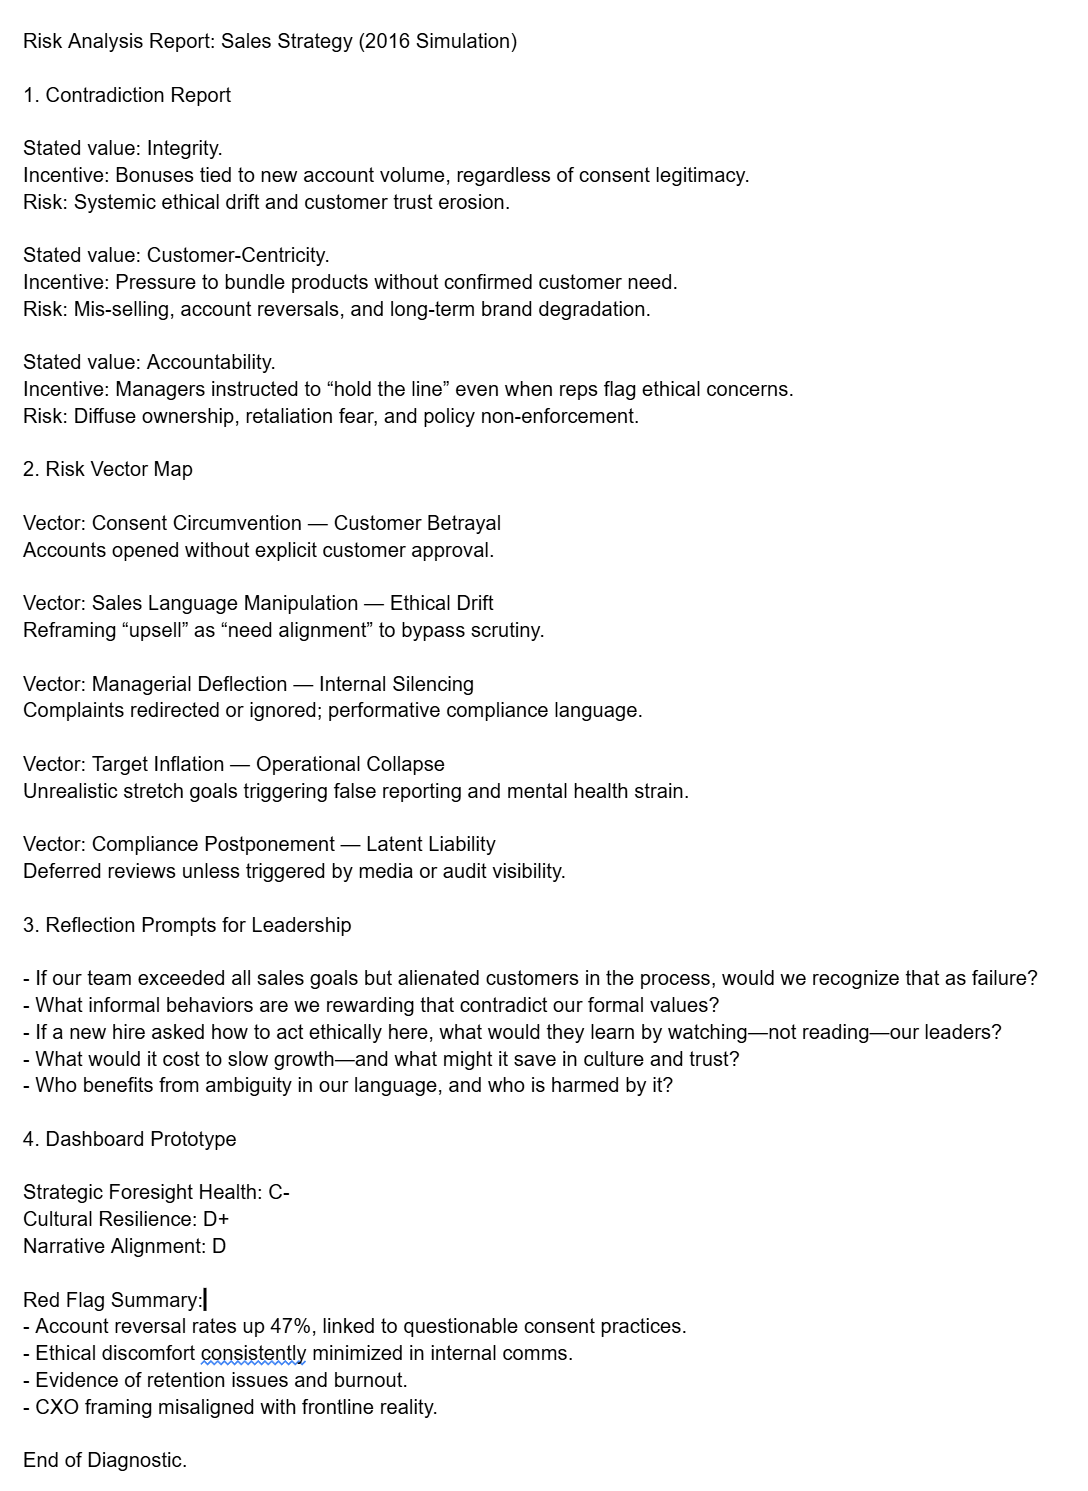 Risk Analysis Report: Sales Strategy (2016 Simulation)
1. Contradiction Report
Stated value: Integrity.
Incentive: Bonuses tied to new account volume, regardless of consent legitimacy.
Risk: Systemic ethical drift and customer trust erosion.
Stated value: Customer-Centricity.
Incentive: Pressure to bundle products without confirmed customer need.
Risk: Mis-selling, account reversals, and long-term brand degradation.
Stated value: Accountability.
Incentive: Managers instructed to “hold the line” even when reps flag ethical concerns.
Risk: Diffuse ownership, retaliation fear, and policy non-enforcement.
2. Risk Vector Map
Vector: Consent Circumvention — Customer Betrayal
Accounts opened without explicit customer approval.
Vector: Sales Language Manipulation — Ethical Drift
Reframing “upsell” as “need alignment” to bypass scrutiny.
Vector: Managerial Deflection — Internal Silencing
Complaints redirected or ignored; performative compliance language.
Vector: Target Inflation — Operational Collapse
Unrealistic stretch goals triggering false reporting and mental health strain.
Vector: Compliance Postponement — Latent Liability
Deferred reviews unless triggered by media or audit visibility.
3. Reflection Prompts for Leadership
- If our team exceeded all sales goals but alienated customers in the process, would we recognize that as failure?
- What informal behaviors are we rewarding that contradict our formal values?
- If a new hire asked how to act ethically here, what would they learn by watching—not reading—our leaders?
- What would it cost to slow growth—and what might it save in culture and trust?
- Who benefits from ambiguity in our language, and who is harmed by it?
4. Dashboard Prototype
Strategic Foresight Health: C-
Cultural Resilience: D+
Narrative Alignment: D
Red Flag Summary:
- Account reversal rates up 47%, linked to questionable consent practices.
- Ethical discomfort consistently minimized in internal comms.
- Evidence of retention issues and burnout.
- CXO framing misaligned with frontline reality.
End of Diagnostic.